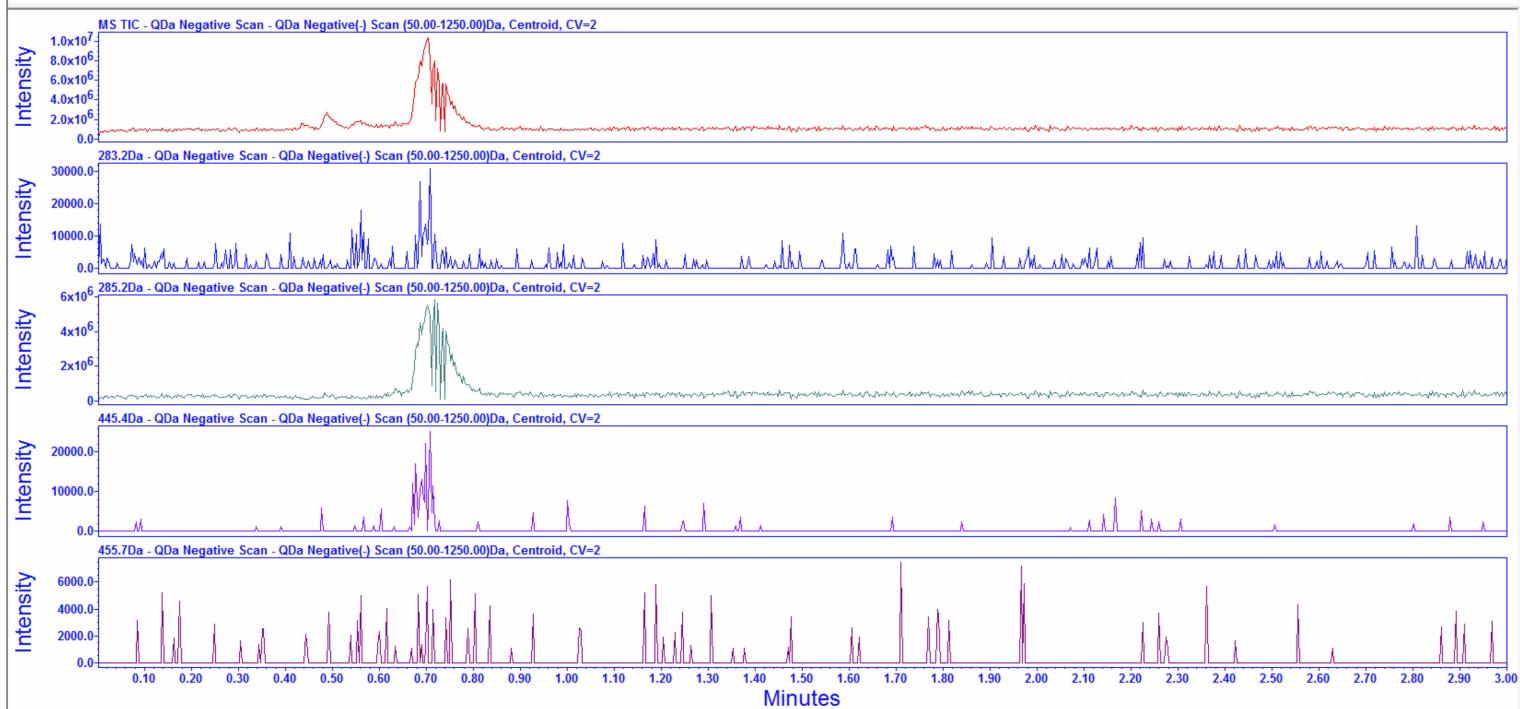 MS TIC - QDa Negative Scan - QDa Negative(-) Scan (50.00-1250.00)Da, Centroid, CV=2
Intensity
1.0x10⁷
8.0x10⁶
6.0x10⁶
4.0x10⁶
2.0x10⁶
0.0
283.2Da - QDa Negative Scan - QDa Negative(-) Scan (50.00-1250.00)Da, Centroid, CV=2
Intensity
30000.0
20000.0
10000.0
0.0
285.2Da - QDa Negative Scan - QDa Negative(-) Scan (50.00-1250.00)Da, Centroid, CV=2
Intensity
6x10⁶
4x10⁶
2x10⁶
0
445.4Da - QDa Negative Scan - QDa Negative(-) Scan (50.00-1250.00)Da, Centroid, CV=2
Intensity
20000.0
10000.0
0.0
455.7Da - QDa Negative Scan - QDa Negative(-) Scan (50.00-1250.00)Da, Centroid, CV=2
Intensity
6000.0
4000.0
2000.0
0.0
0.10 0.20 0.30 0.40 0.50 0.60 0.70 0.80 0.90 1.00 1.10 1.20 1.30 1.40 1.50 1.60 1.70 1.80 1.90 2.00 2.10 2.20 2.30 2.40 2.50 2.60 2.70 2.80 2.90 3.00
Minutes